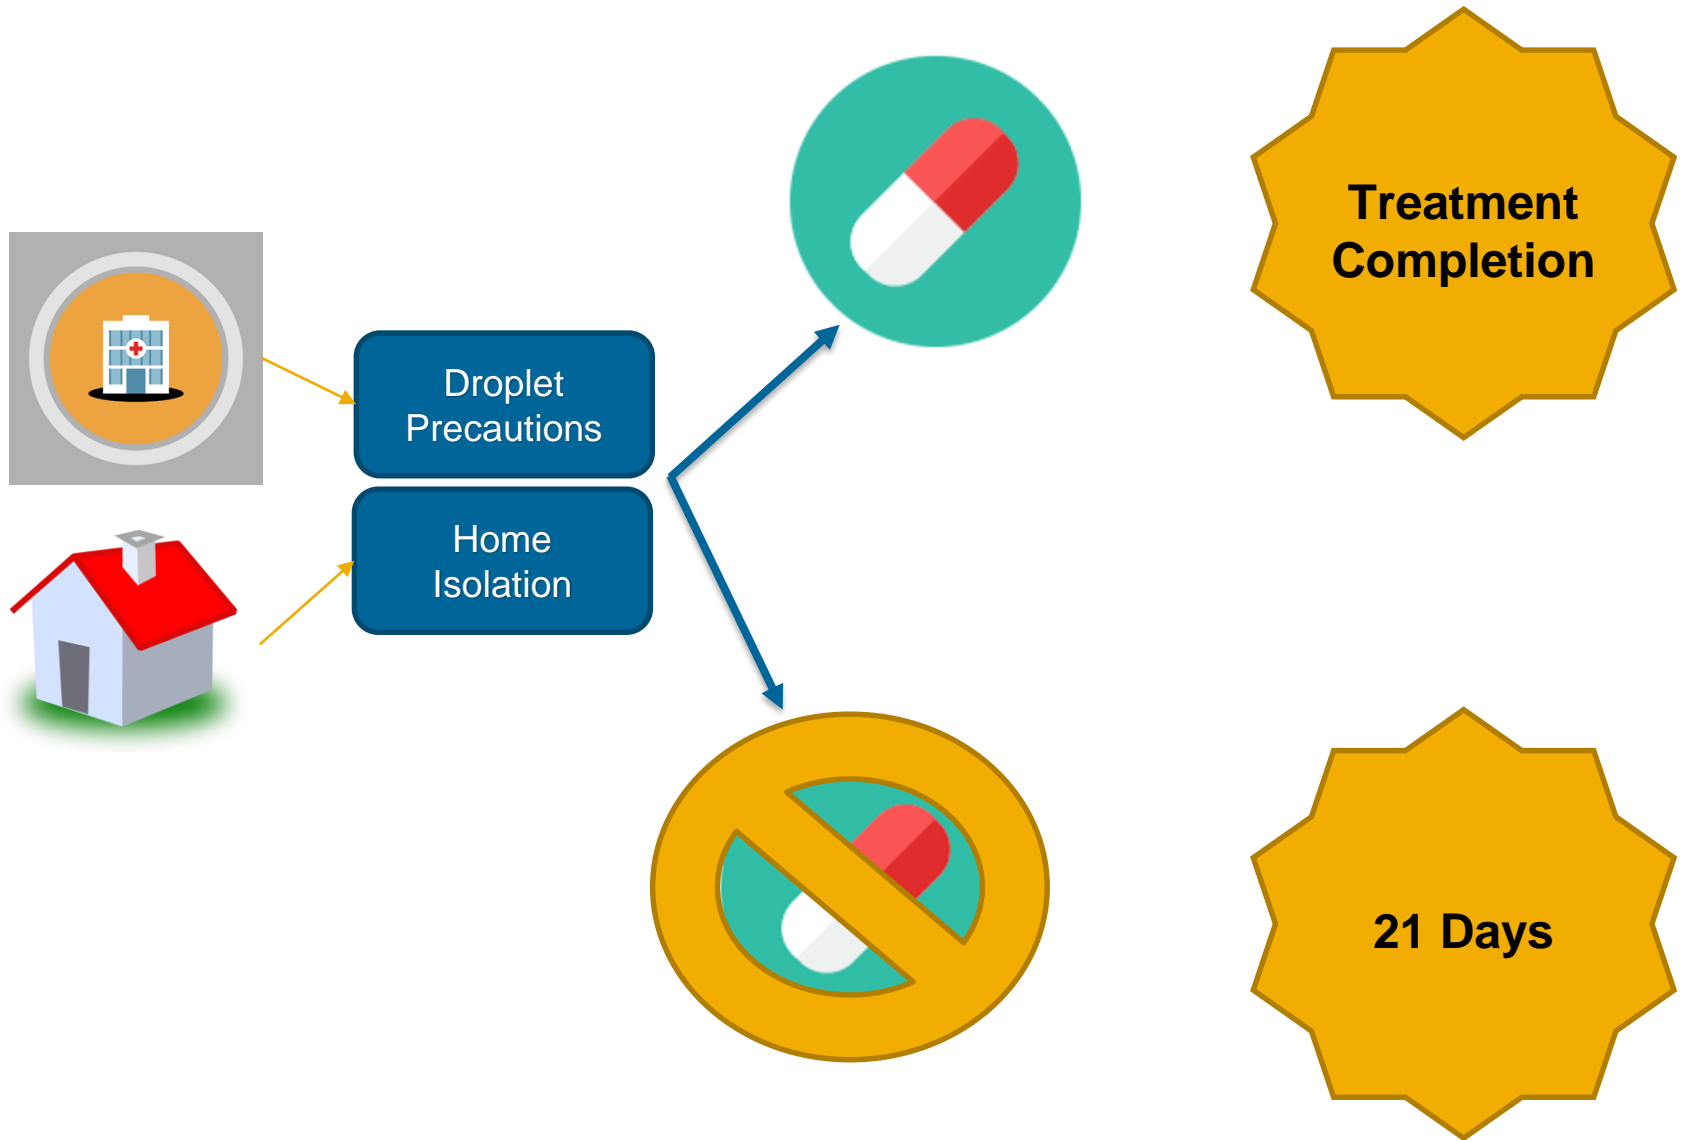 Treatment
Completion
Droplet
Precautions
Home
Isolation
21 Days